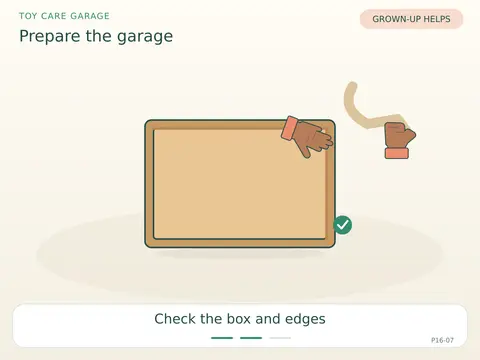 TOY CARE GARAGE
GROWN-UP HELPS
Prepare the garage
Check the box and edges
P16-07